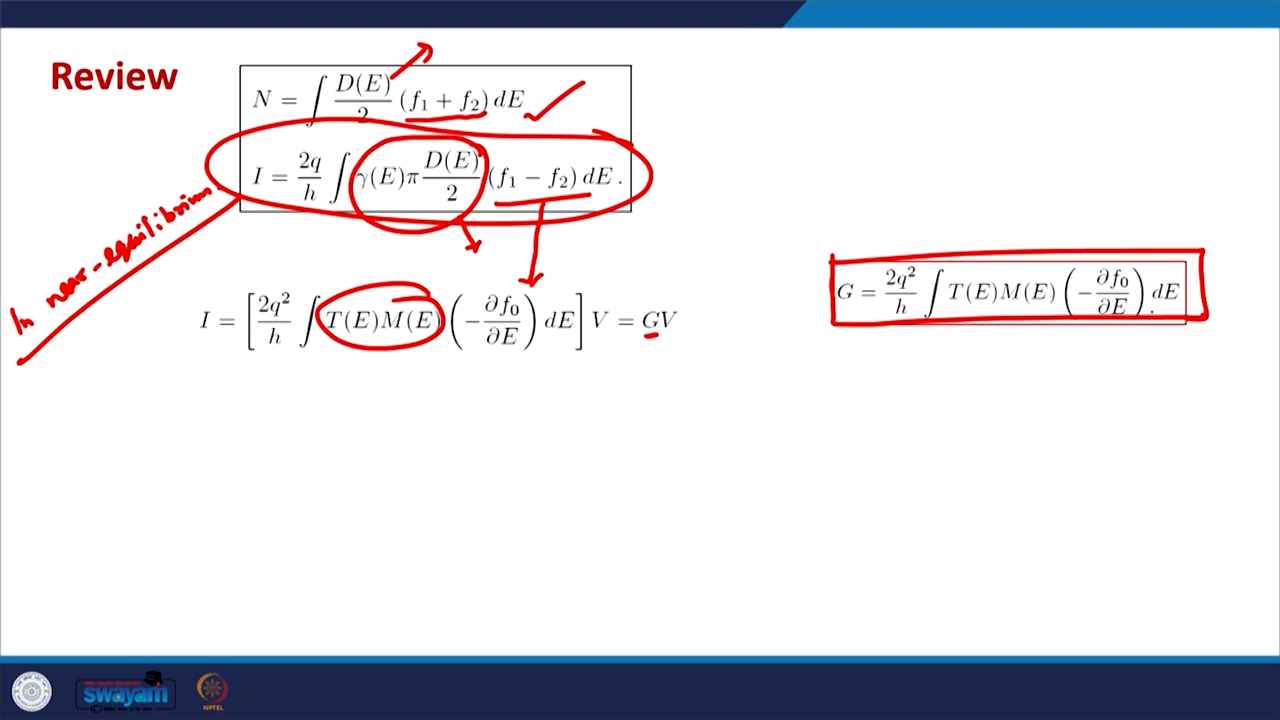 Review
N = ∫ D(E)/2 (f₁ + f₂) dE
I = 2q/h ∫ γ(E)π D(E)/2 (f₁ − f₂) dE .
In near-equilibrium
I = [ 2q²/h ∫ T(E)M(E) (−∂f₀/∂E) dE ] V = GV
G = 2q²/h ∫ T(E)M(E) (−∂f₀/∂E) dE
swayam
NPTEL